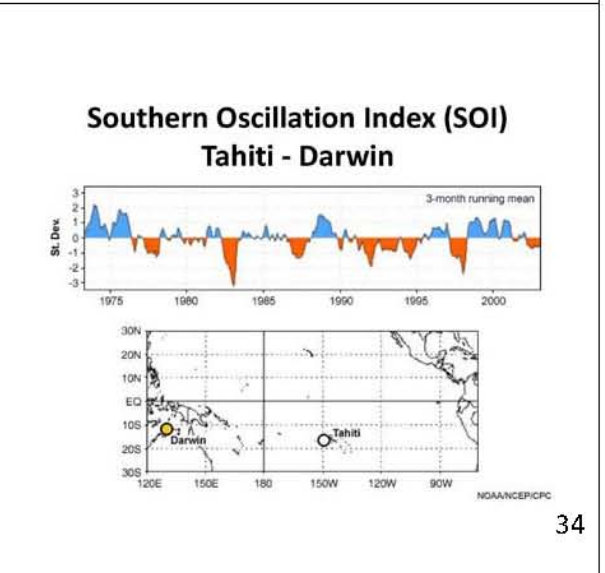 Southern Oscillation Index (SOI)
Tahiti - Darwin
3-month running mean
St. Dev.
3
2
1
0
-1
-2
-3
1975 1980 1985 1990 1995 2000
30N
20N
10N
EQ
10S
20S
30S
Darwin
Tahiti
120E 150E 180 150W 120W 90W
NOAA/NCEP/CPC
34